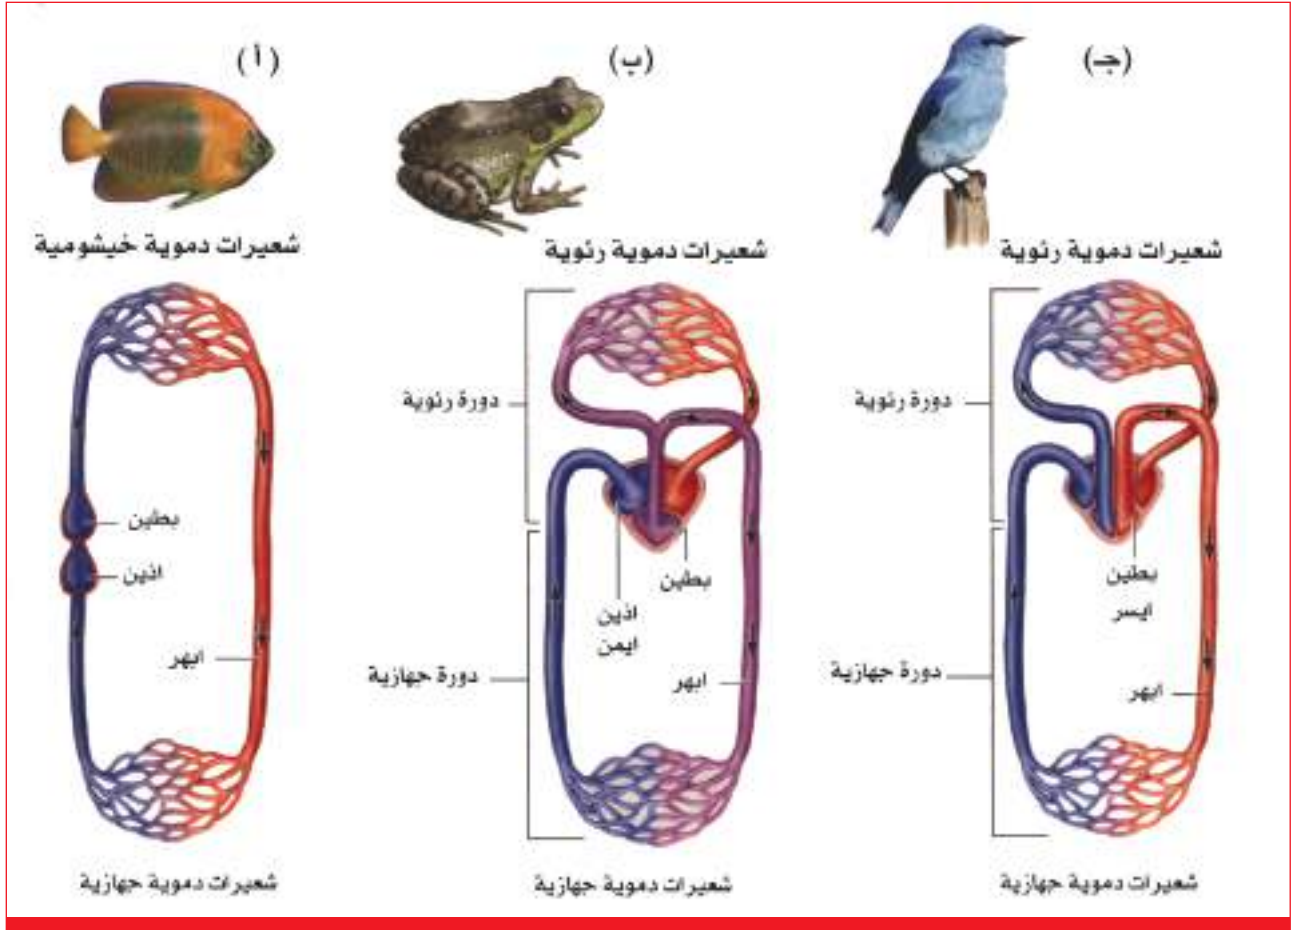 (أ)
(ب)
(جـ)
شعيرات دموية خيشومية
شعيرات دموية رئوية
شعيرات دموية رئوية
دورة رئوية
دورة رئوية
بطين
اذين
ابهر
بطين
اذين
ايمن
دورة جهازية
ابهر
بطين
ايسر
دورة جهازية
ابهر
شعيرات دموية جهازية
شعيرات دموية جهازية
شعيرات دموية جهازية